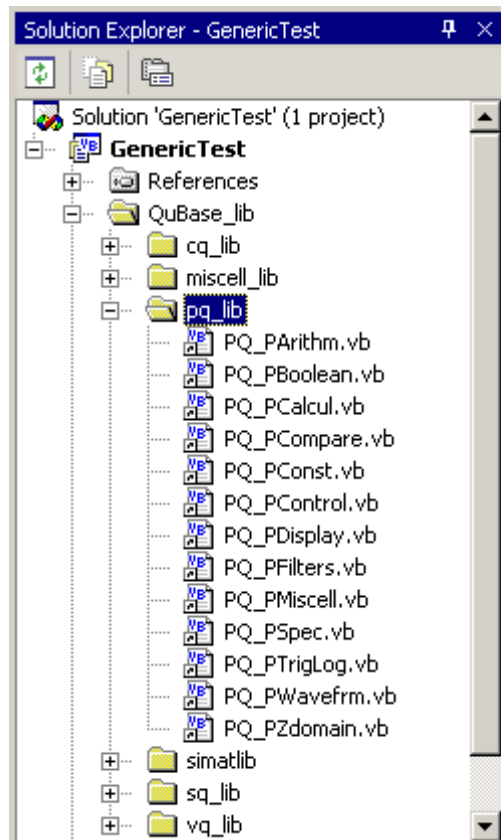 Solution Explorer - GenericTest
Solution 'GenericTest' (1 project)
GenericTest
References
QuBase_lib
cq_lib
miscell_lib
pq_lib
PQ_PArithm.vb
PQ_PBoolean.vb
PQ_PCalcul.vb
PQ_PCompare.vb
PQ_PConst.vb
PQ_PControl.vb
PQ_PDisplay.vb
PQ_PFilters.vb
PQ_PMiscell.vb
PQ_PSpec.vb
PQ_PTrigLog.vb
PQ_PWavefrm.vb
PQ_PZdomain.vb
simatlib
sq_lib
vq_lib